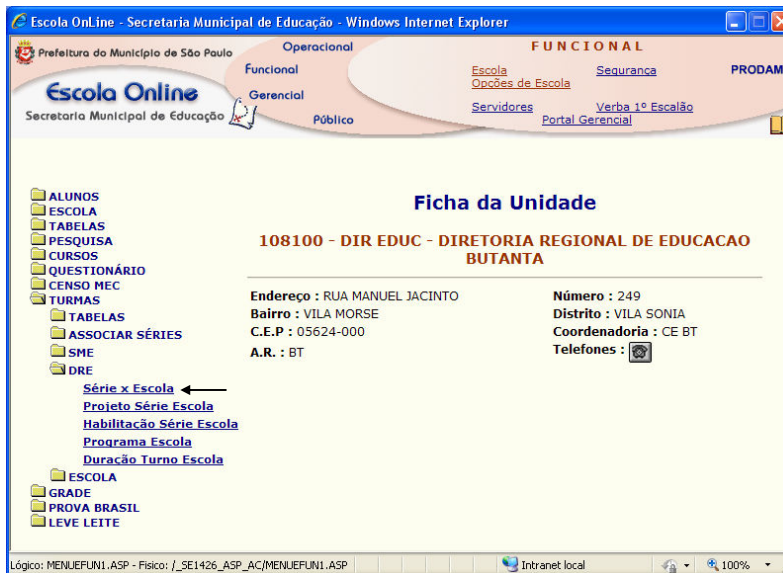 Escola OnLine - Secretaria Municipal de Educação - Windows Internet Explorer
Prefeitura do Município de São Paulo
Escola Online
Secretaria Municipal de Educação
Operacional
Funcional
Gerencial
Público
FUNCIONAL
Escola Segurança
Opções de Escola
Servidores Verba 1º Escalão
Portal Gerencial
PRODAM
ALUNOS
ESCOLA
TABELAS
PESQUISA
CURSOS
QUESTIONÁRIO
CENSO MEC
TURMAS
TABELAS
ASSOCIAR SÉRIES
SME
DRE
Série x Escola
Projeto Série Escola
Habilitação Série Escola
Programa Escola
Duração Turno Escola
ESCOLA
GRADE
PROVA BRASIL
LEVE LEITE
Ficha da Unidade
108100 - DIR EDUC - DIRETORIA REGIONAL DE EDUCACAO
BUTANTA
Endereço : RUA MANUEL JACINTO Número : 249
Bairro : VILA MORSE Distrito : VILA SONIA
C.E.P : 05624-000 Coordenadoria : CE BT
A.R. : BT Telefones :
Lógico: MENUEFUN1.ASP - Fisico: /_SE1426_ASP_AC/MENUEFUN1.ASP Intranet local 100%